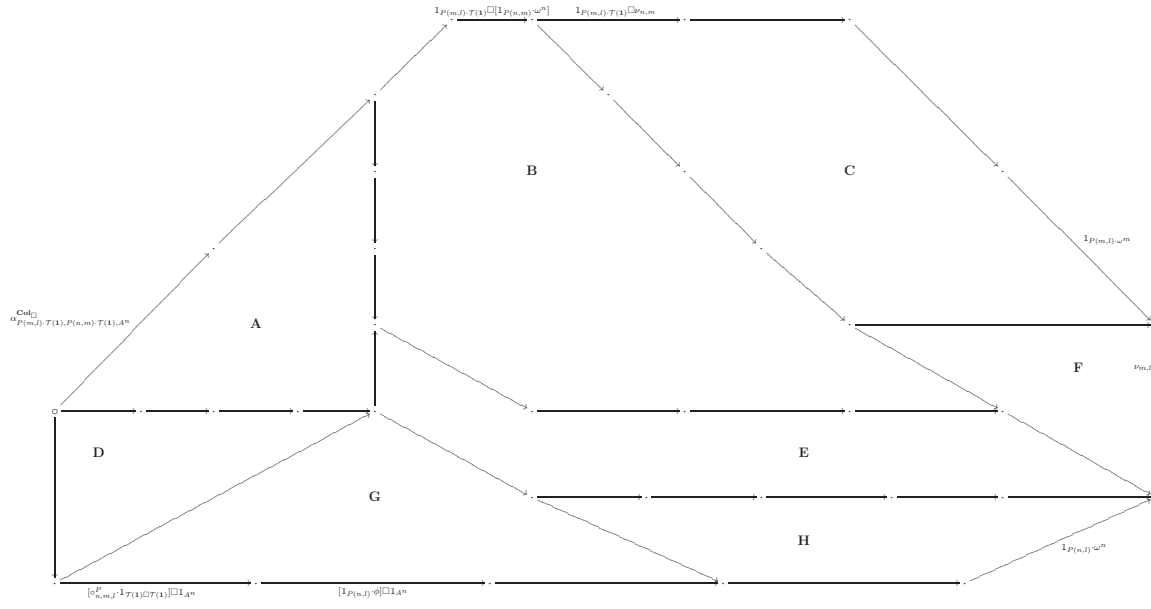 1_{P(m,l)·𝒯(𝟏)}□[1_{P(n,m)}·ω^n] 1_{P(m,l)·𝒯(𝟏)}□ν_{n,m}
B C
1_{P(m,l)}·ω^m
α^{Col_□}_{P(m,l)·𝒯(𝟏),P(n,m)·𝒯(𝟏),A^n} A
F ν_{m,l}
D E
G
H 1_{P(n,l)}·ω^n
[∘^P_{n,m,l}·1_{𝒯(𝟏)□𝒯(𝟏)}]□1_{A^n} [1_{P(n,l)}·ϕ]□1_{A^n}